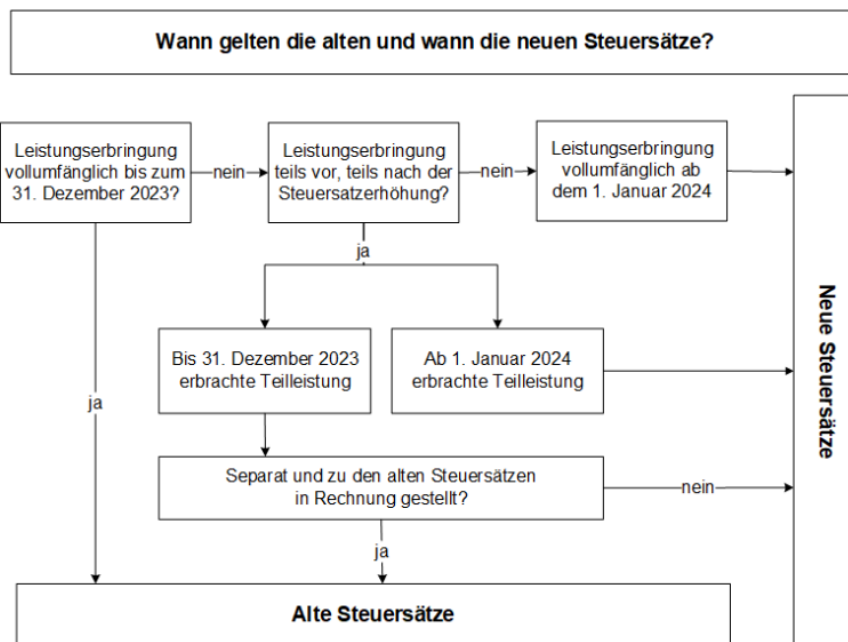 Wann gelten die alten und wann die neuen Steuersätze?
Leistungserbringung
vollumfänglich bis zum
31. Dezember 2023?
nein
Leistungserbringung
teils vor, teils nach der
Steuersatzerhöhung?
nein
Leistungserbringung
vollumfänglich ab
dem 1. Januar 2024
ja
Bis 31. Dezember 2023
erbrachte Teilleistung
Ab 1. Januar 2024
erbrachte Teilleistung
ja
Separat und zu den alten Steuersätzen
in Rechnung gestellt?
nein
ja
Alte Steuersätze
Neue Steuersätze